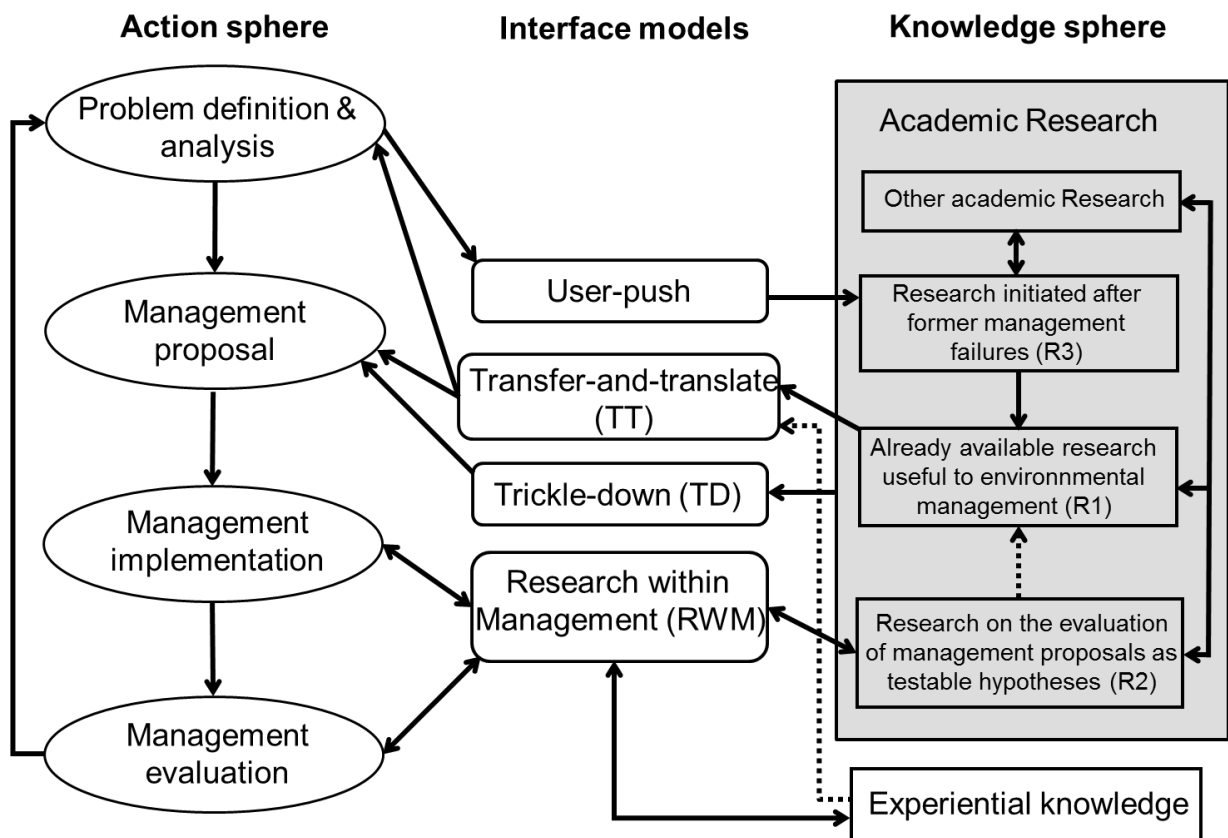 Action sphere
Interface models
Knowledge sphere
Problem definition &
analysis
Management
proposal
Management
implementation
Management
evaluation
User-push
Transfer-and-translate
(TT)
Trickle-down (TD)
Research within
Management (RWM)
Academic Research
Other academic Research
Research initiated after
former management
failures (R3)
Already available research
useful to environnmental
management (R1)
Research on the evaluation
of management proposals as
testable hypotheses (R2)
Experiential knowledge